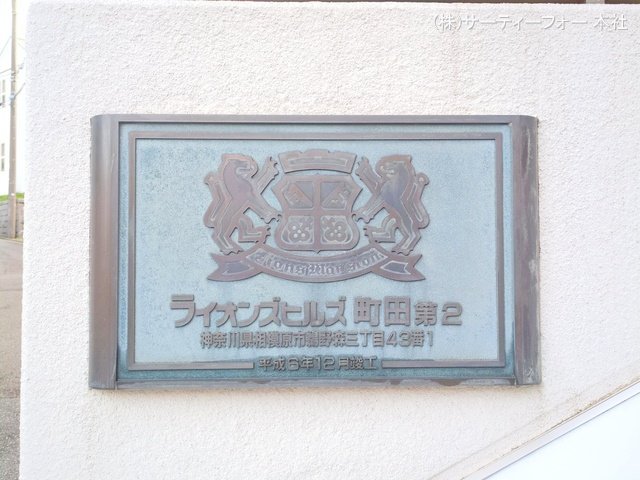 (株)サーティーフォー 本社
Lions Mansion
ライオンズヒルズ 町田 第2
神奈川県相模原市鵜野森三丁目43番1
平成6年12月竣工